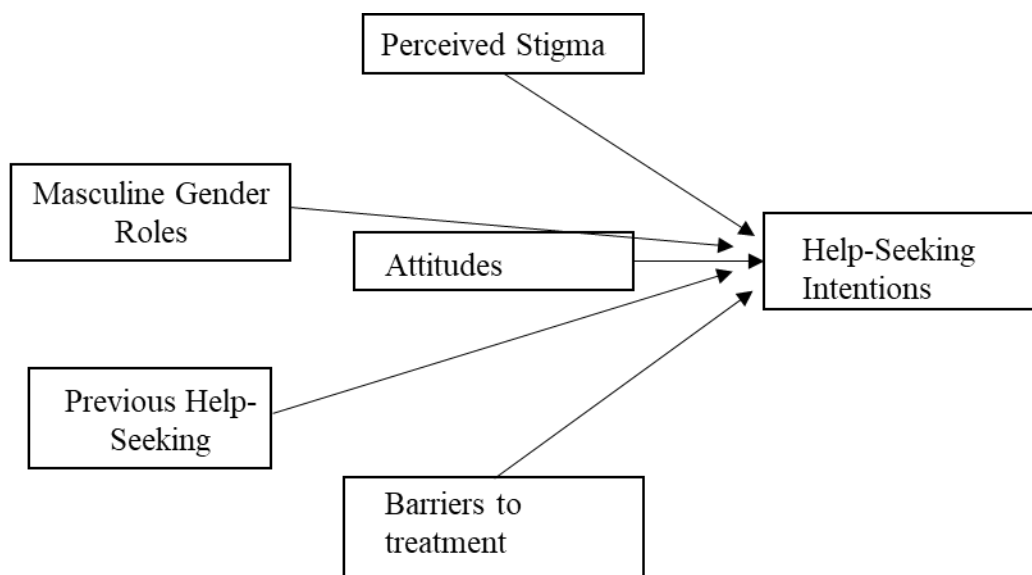 Perceived Stigma
Masculine Gender
Roles
Attitudes
Help-Seeking
Intentions
Previous Help-
Seeking
Barriers to
treatment